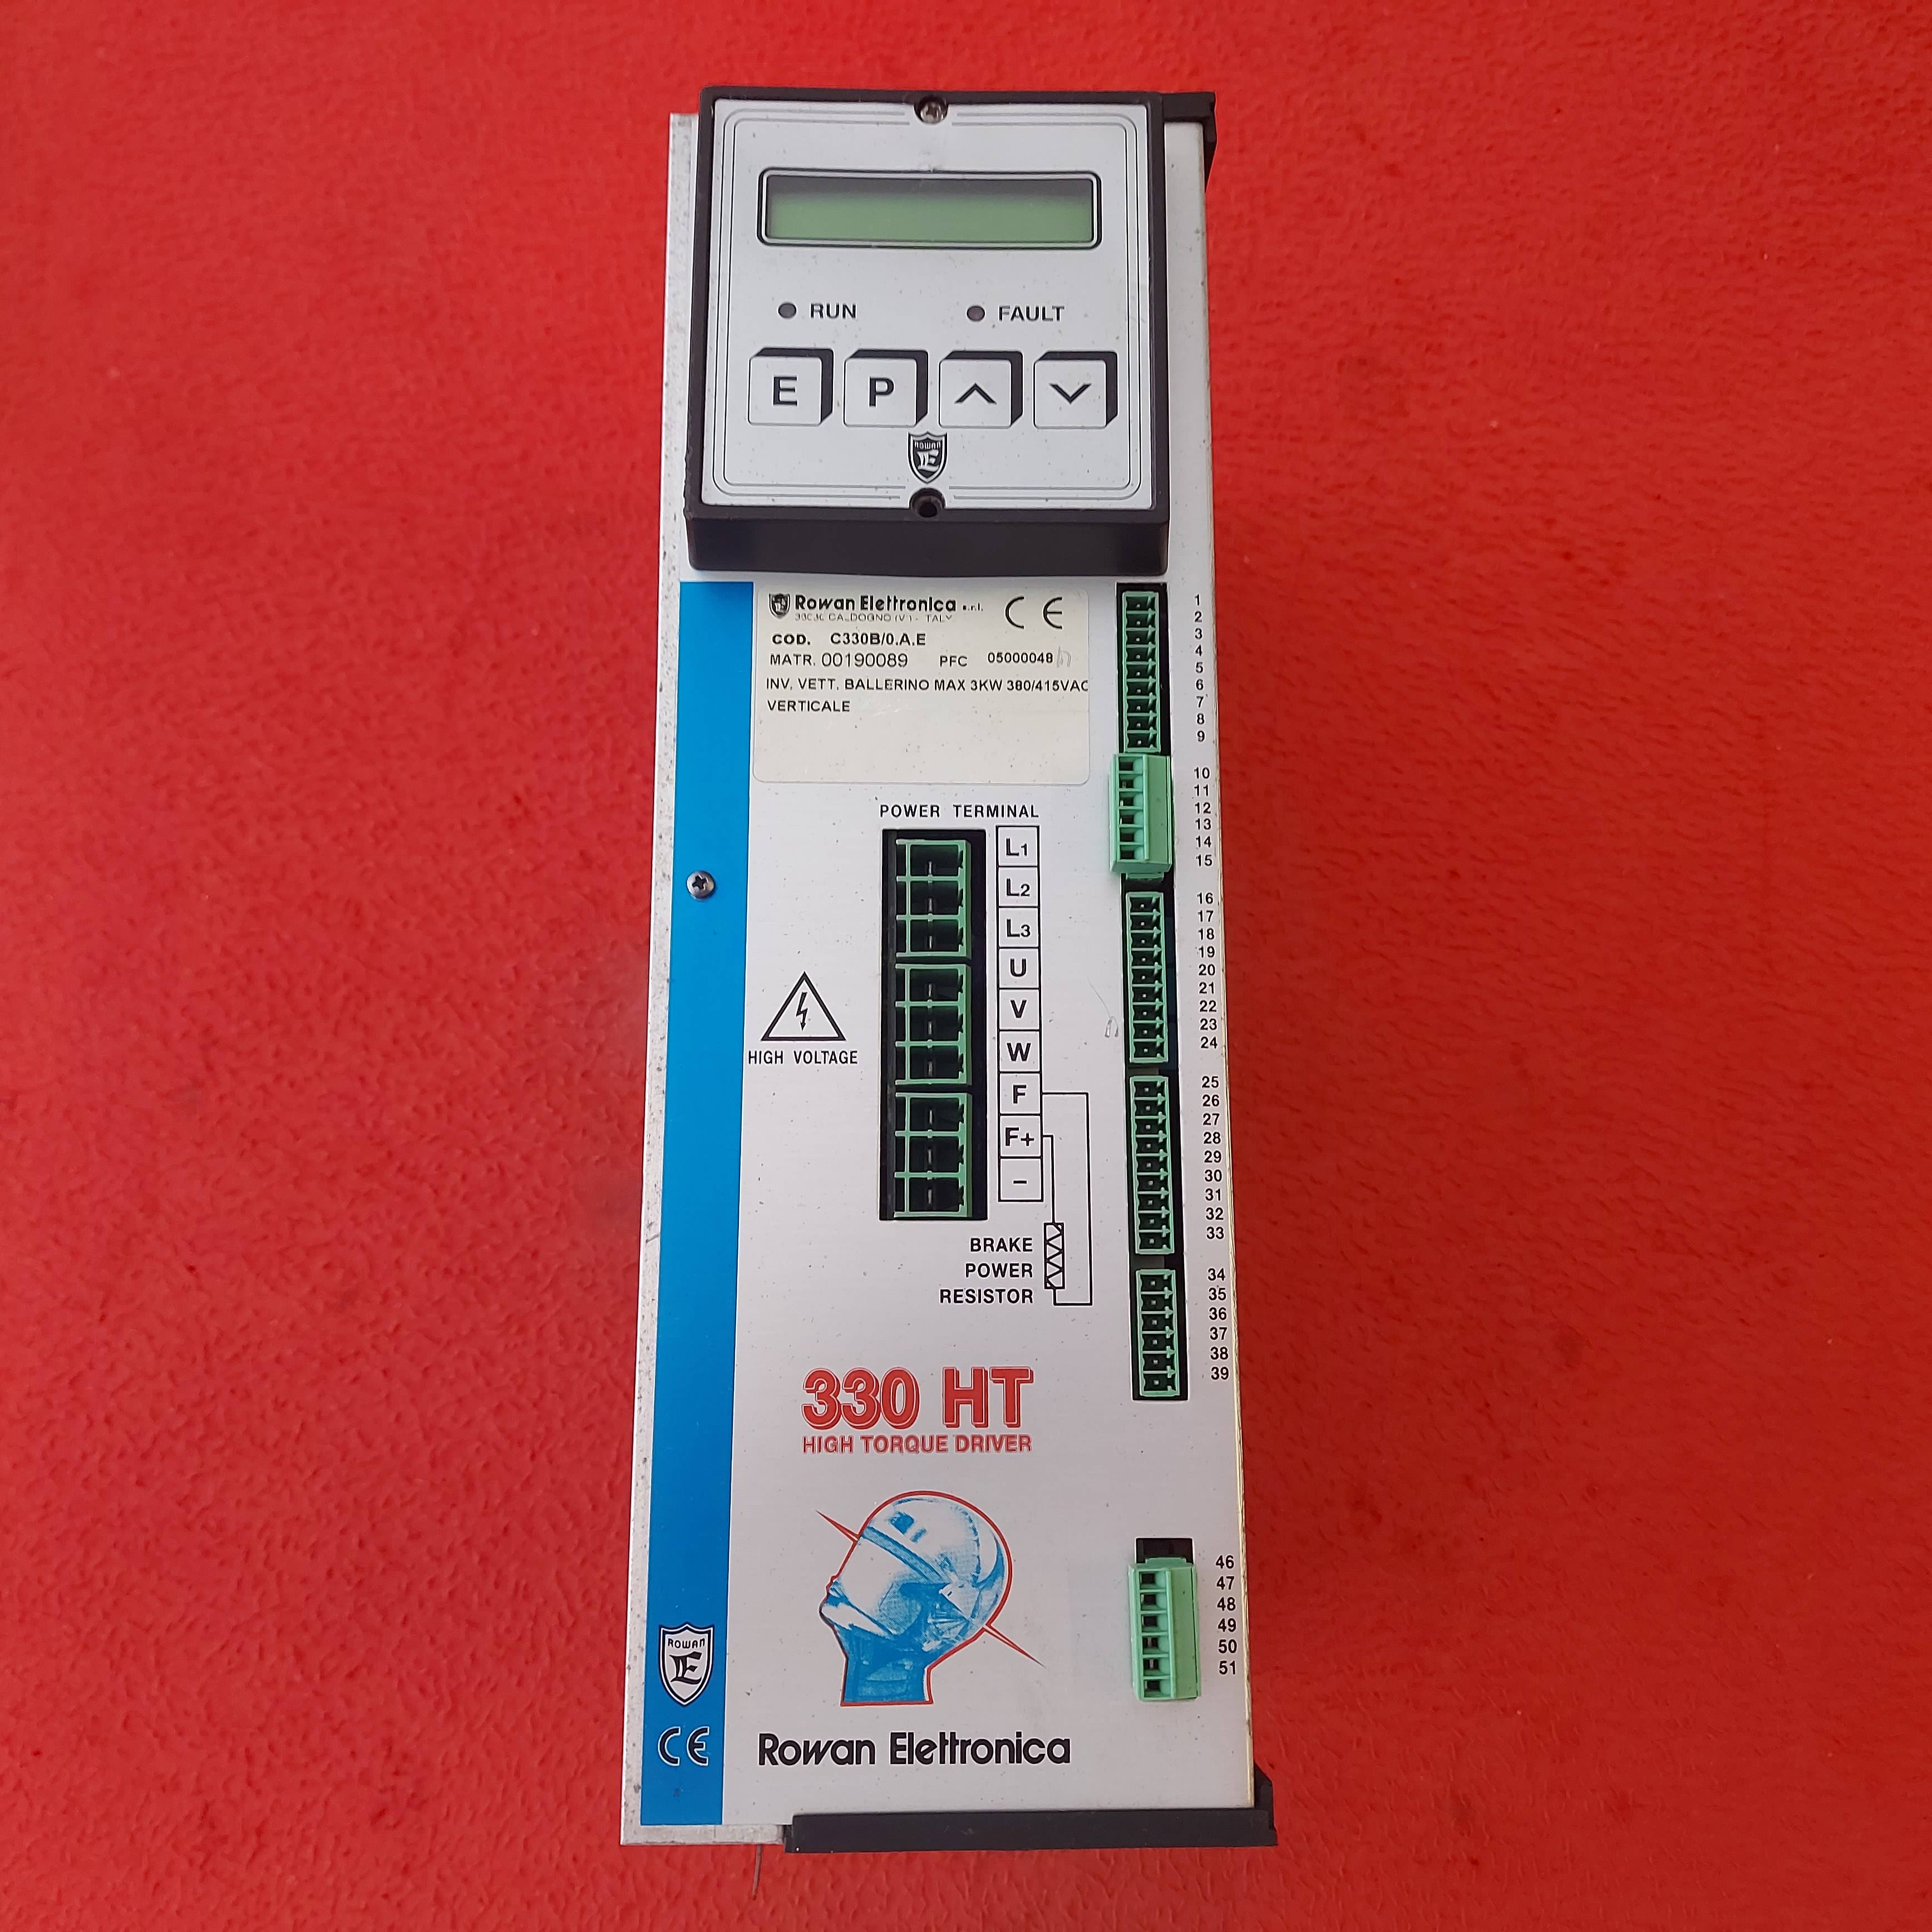 RUN FAULT
E P
ROWAN
E
Rowan Elettronica s.r.l. CE
CALDOGNO
COD. C330B/0.A.E
MATR. 00190089 PFC 05000048
INV. VETT. BALLERINO MAX 3KW 380/415VAC
VERTICALE
POWER TERMINAL
L1
L2
L3
U
V
W
F
F+
-
HIGH VOLTAGE
BRAKE
POWER
RESISTOR
1
2
3
4
5
6
7
8
9
10
11
12
13
14
15
16
17
18
19
20
21
22
23
24
25
26
27
28
29
30
31
32
33
34
35
36
37
38
39
330 HT
HIGH TORQUE DRIVER
46
47
48
49
50
51
ROWAN
E
CE
Rowan Elettronica